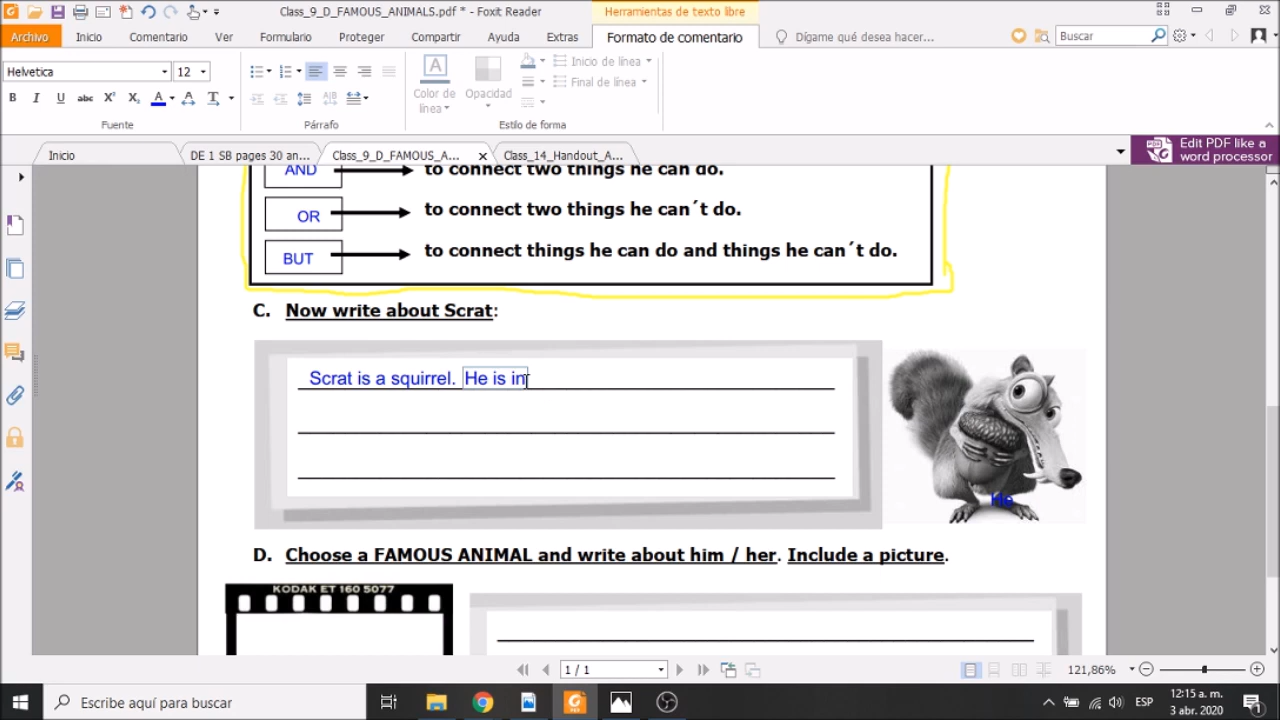 Class_9_D_FAMOUS_ANIMALS.pdf * - Foxit Reader
Herramientas de texto libre
Archivo
Inicio
Comentario
Ver
Formulario
Proteger
Compartir
Ayuda
Extras
Formato de comentario
Dígame qué desea hacer...
Buscar
Helvetica
12
Color de línea
Opacidad
Inicio de línea
Final de línea
Fuente
Párrafo
Estilo de forma
Inicio
DE 1 SB pages 30 an...
Class_9_D_FAMOUS_A...
Class_14_Handout_A...
Edit PDF like a
word processor
AND to connect two things he can do.
OR to connect two things he can´t do.
BUT to connect things he can do and things he can´t do.
C. Now write about Scrat:
Scrat is a squirrel. He is in
He
D. Choose a FAMOUS ANIMAL and write about him / her. Include a picture.
KODAK ET 160 5077
1 / 1
121,86%
Escribe aquí para buscar
ESP
12:15 a. m.
3 abr. 2020